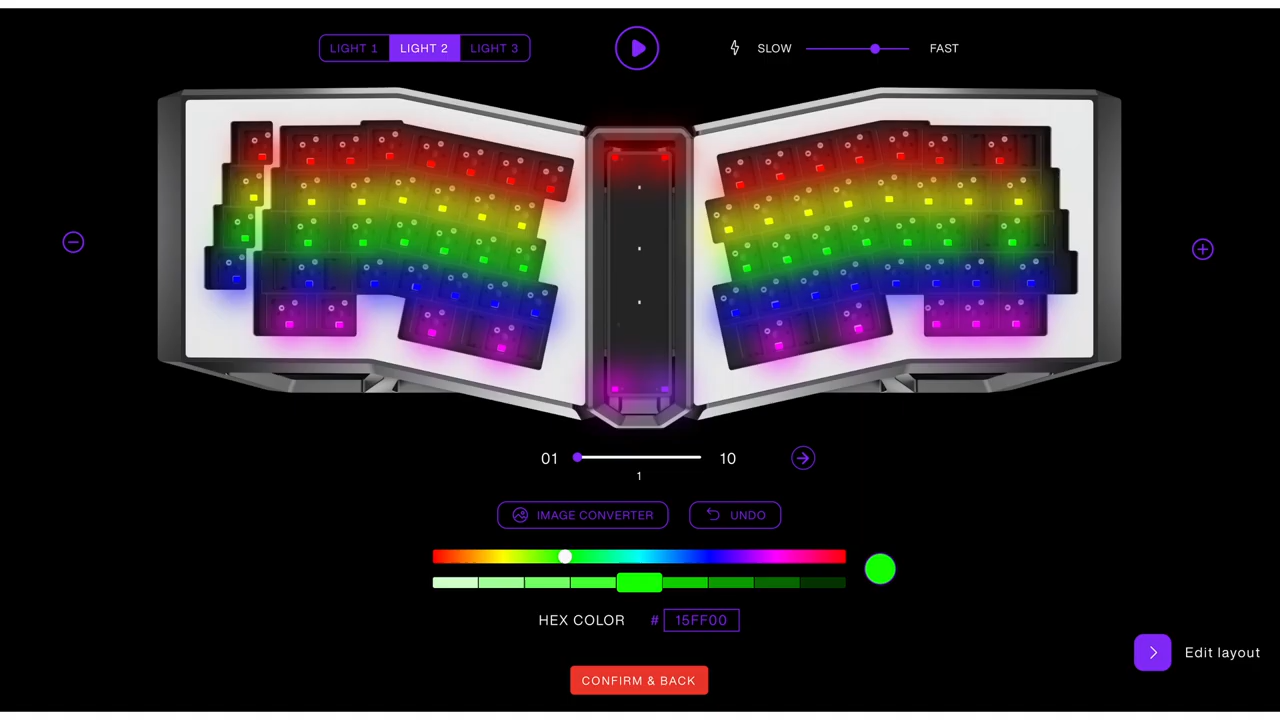 LIGHT 1 LIGHT 2 LIGHT 3 SLOW FAST
01 10
1
IMAGE CONVERTER UNDO
HEX COLOR # 15FF00
Edit layout
CONFIRM & BACK